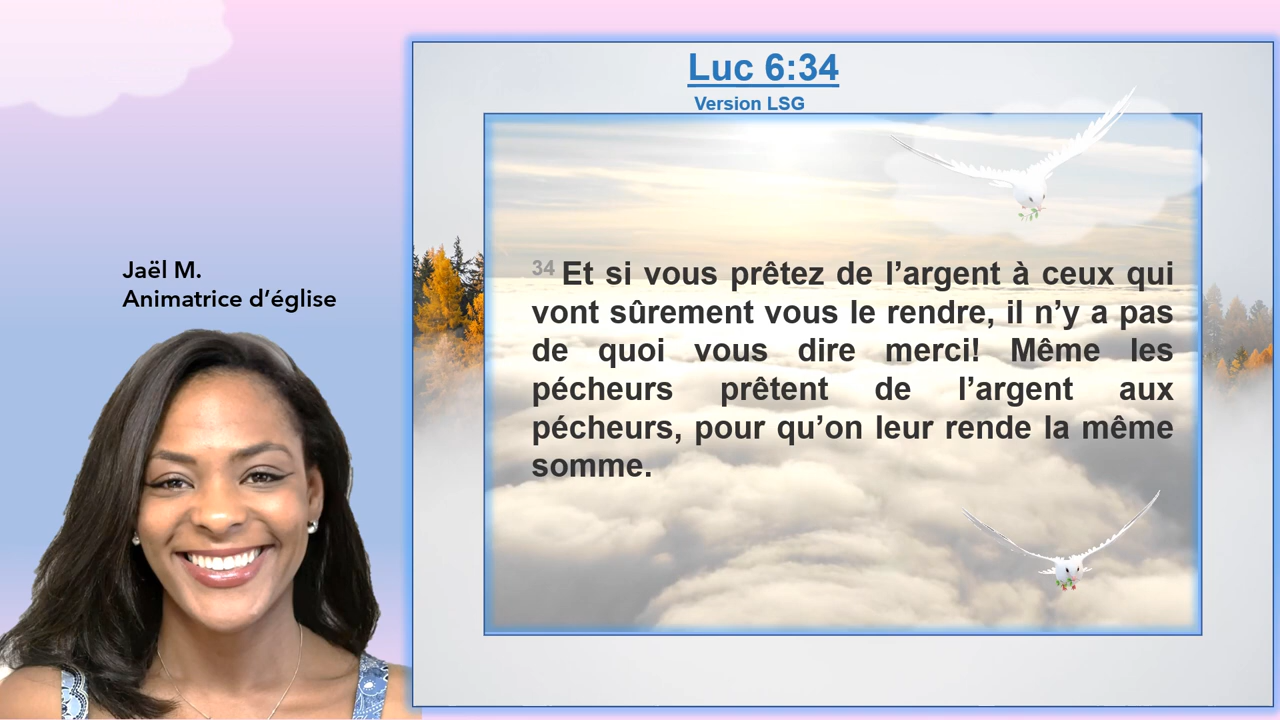 Luc 6:34
Version LSG
Jaël M.
Animatrice d’église
34 Et si vous prêtez de l’argent à ceux qui
vont sûrement vous le rendre, il n’y a pas
de quoi vous dire merci! Même les
pécheurs prêtent de l’argent aux
pécheurs, pour qu’on leur rende la même
somme.